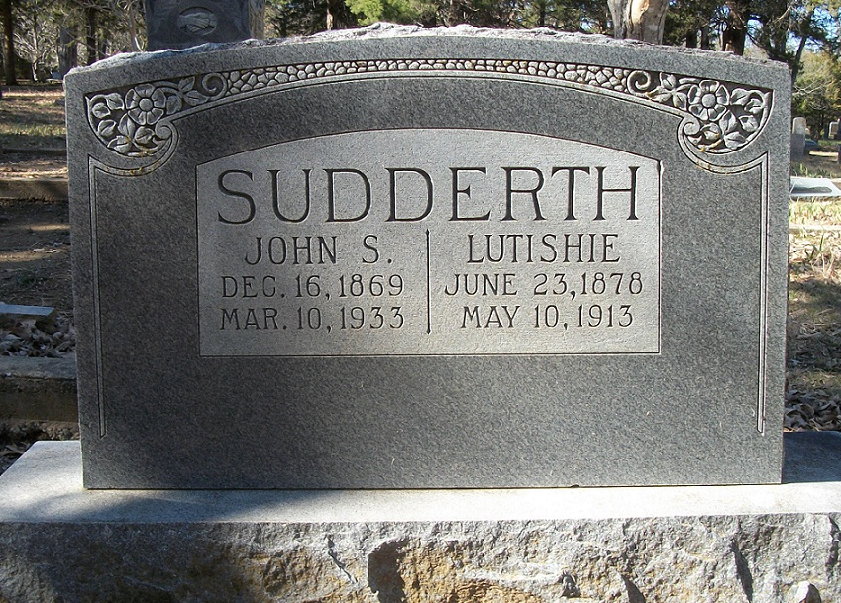 SUDDERTH
JOHN S.
DEC. 16, 1869
MAR. 10, 1933
LUTISHIE
JUNE 23, 1878
MAY 10, 1913